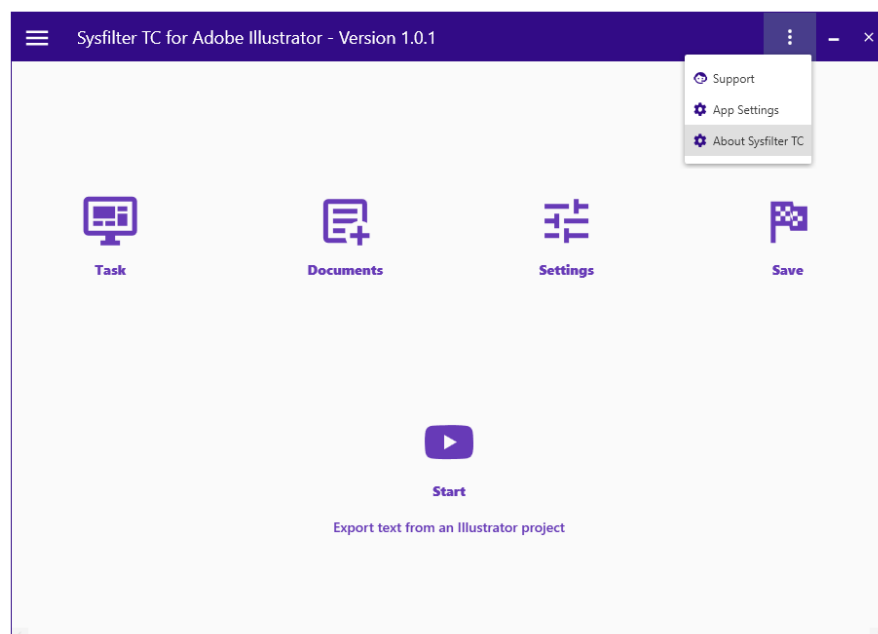 Sysfilter TC for Adobe Illustrator - Version 1.0.1
Support
App Settings
About Sysfilter TC
Task
Documents
Settings
Save
Start
Export text from an Illustrator project